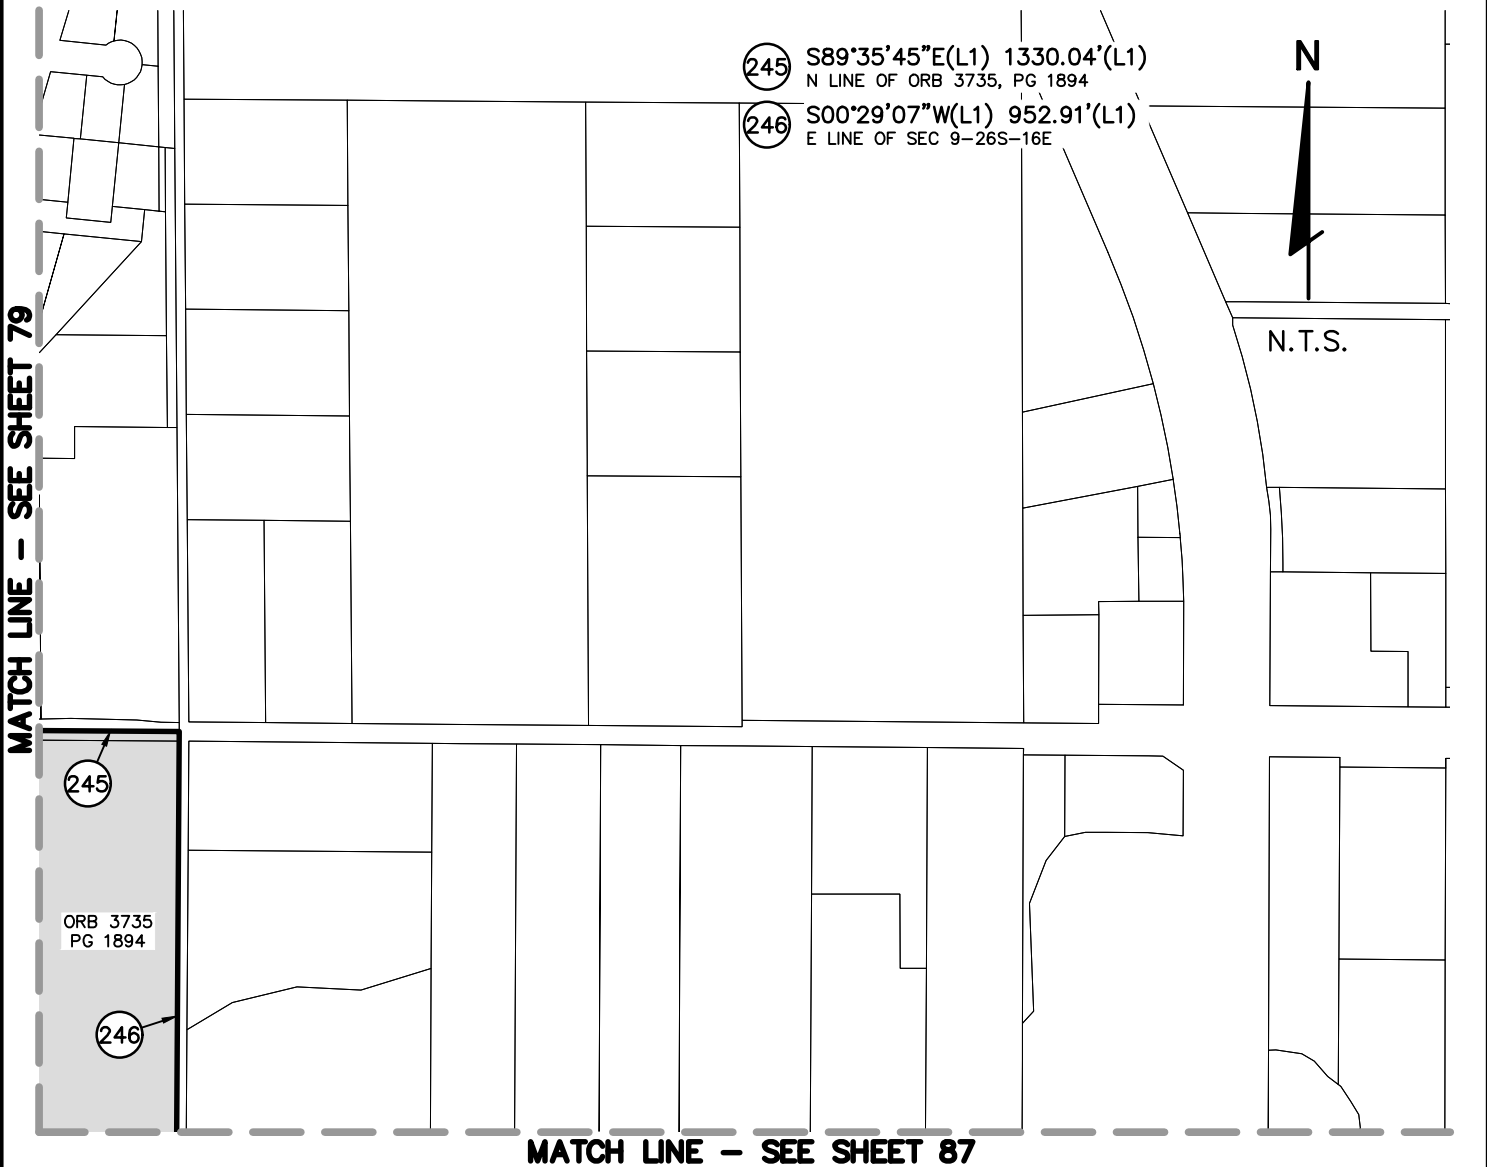 245 S89°35'45"E(L1) 1330.04'(L1)
N LINE OF ORB 3735, PG 1894
246 S00°29'07"W(L1) 952.91'(L1)
E LINE OF SEC 9-26S-16E
N
N.T.S.
MATCH LINE - SEE SHEET 79
245
ORB 3735
PG 1894
246
MATCH LINE - SEE SHEET 87